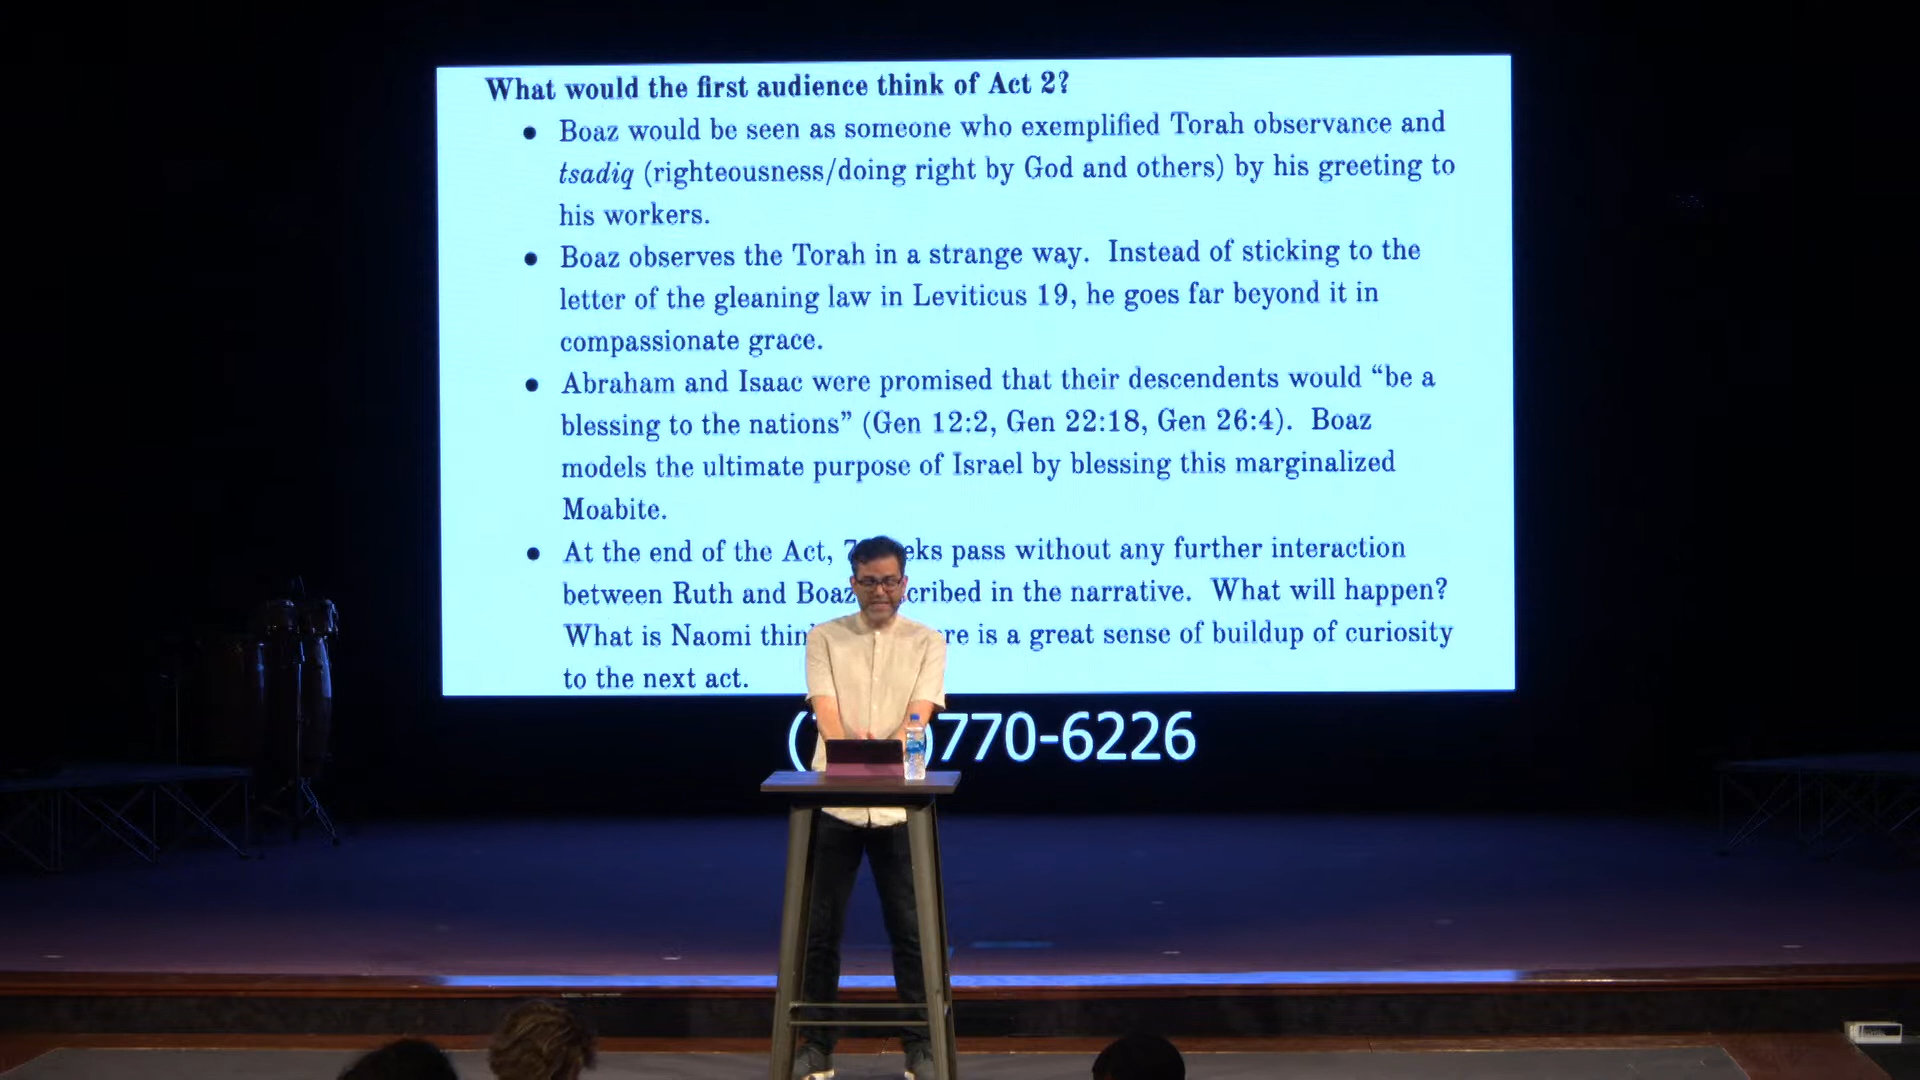 What would the first audience think of Act 2?
● Boaz would be seen as someone who exemplified Torah observance and
tsadiq (righteousness/doing right by God and others) by his greeting to
his workers.
● Boaz observes the Torah in a strange way. Instead of sticking to the
letter of the gleaning law in Leviticus 19, he goes far beyond it in
compassionate grace.
● Abraham and Isaac were promised that their descendents would “be a
blessing to the nations” (Gen 12:2, Gen 22:18, Gen 26:4). Boaz
models the ultimate purpose of Israel by blessing this marginalized
Moabite.
● At the end of the Act, 7 pass without any further interaction
between Ruth and Boaz in the narrative. What will happen?
What is Naomi is a great sense of buildup of curiosity
to the next act.
( )770-6226